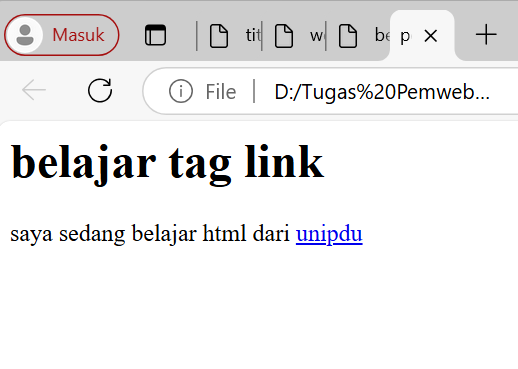 Masuk
tit
w
be
p
File
D:/Tugas%20Pemweb...
belajar tag link
saya sedang belajar html dari unipdu